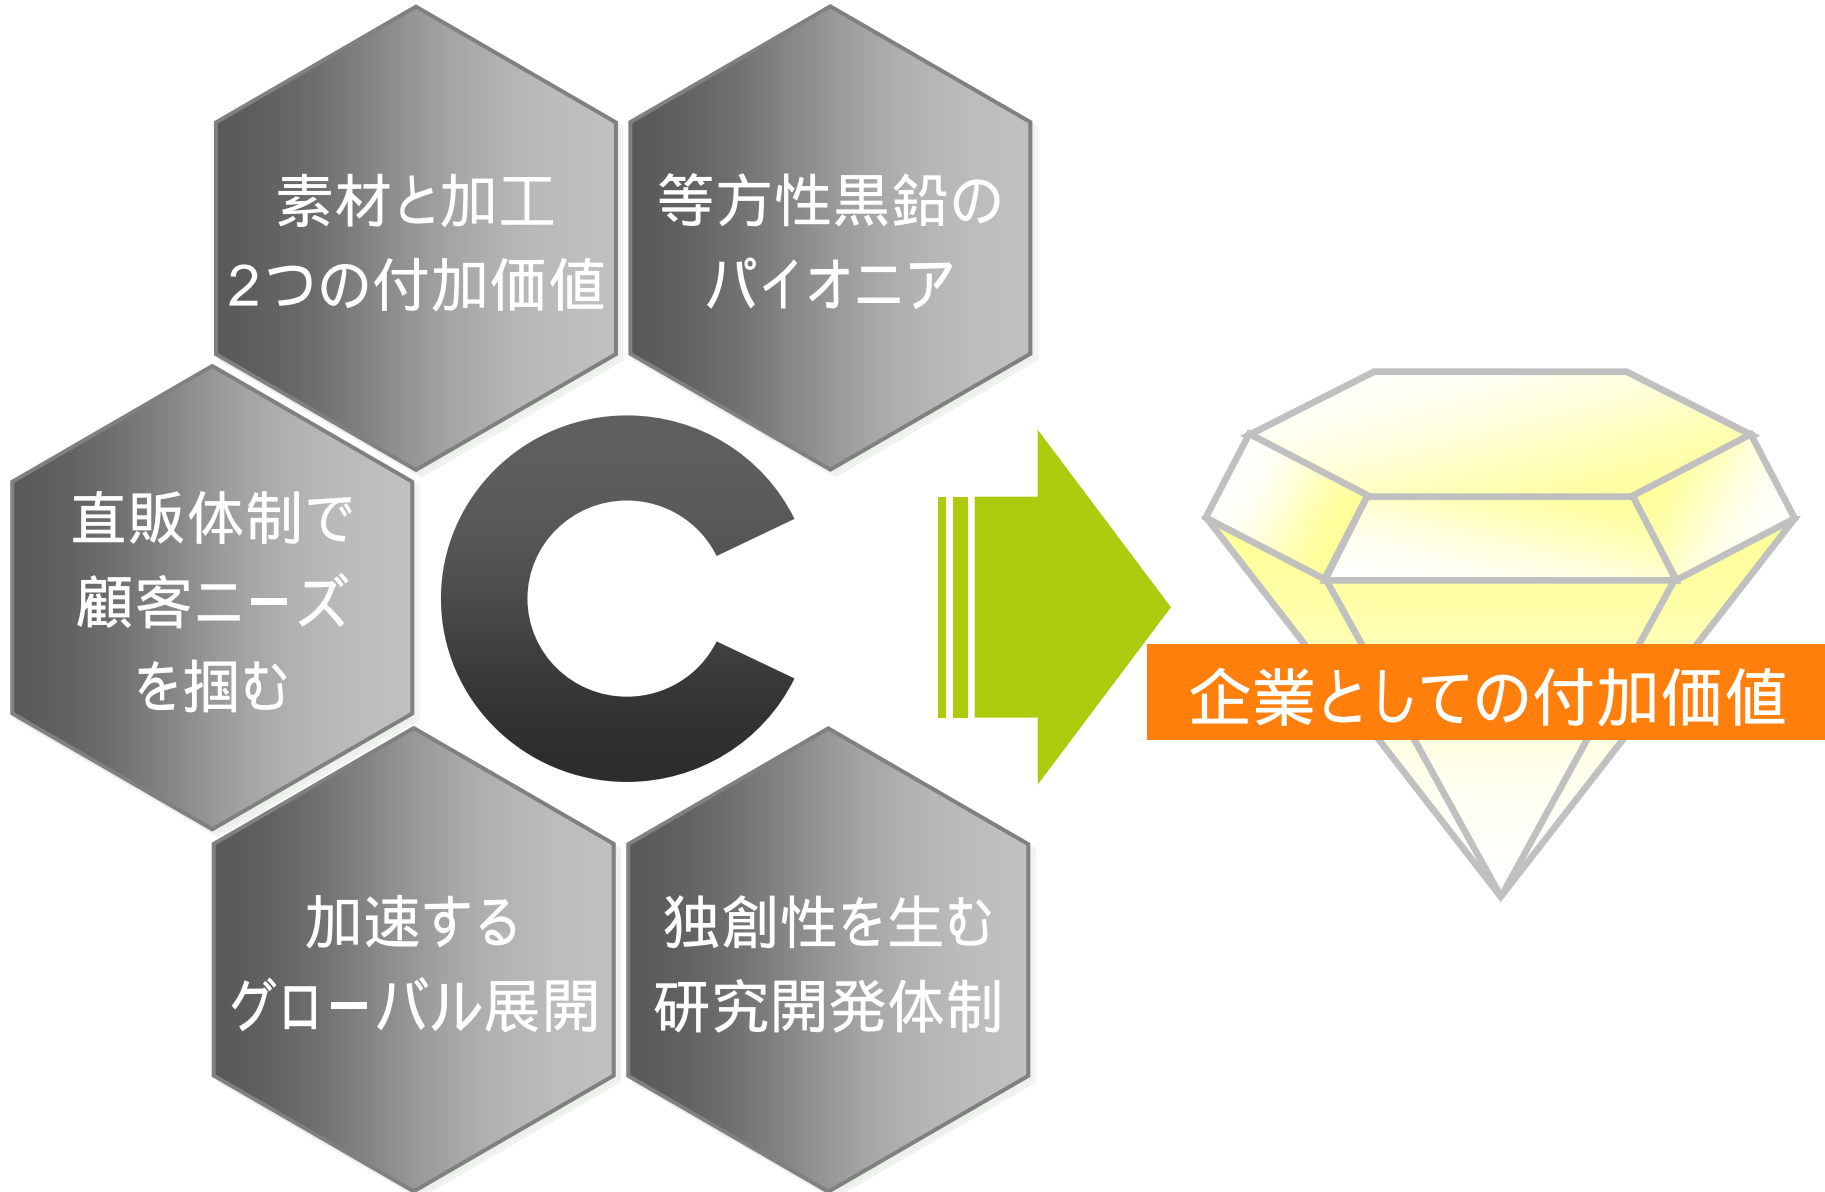 素材と加工
2つの付加価値
等方性黒鉛の
パイオニア
直販体制で
顧客ニーズ
を掴む
C
企業としての付加価値
加速する
グローバル展開
独創性を生む
研究開発体制